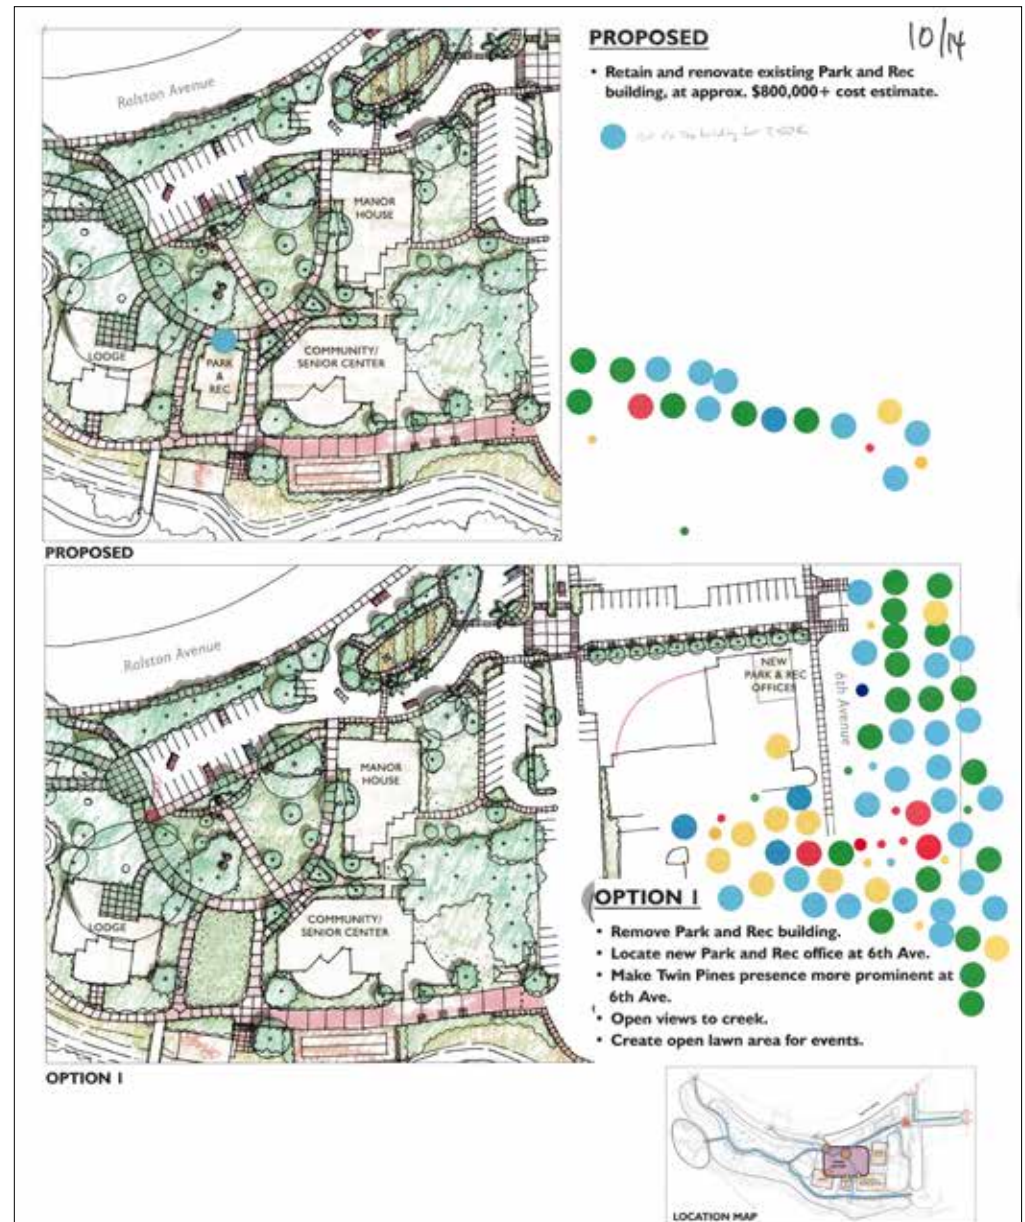 PROPOSED
10/14
• Retain and renovate existing Park and Rec
building, at approx. $800,000+ cost estimate.
Ralston Avenue
MANOR
HOUSE
LODGE
PARK
&
REC
COMMUNITY/
SENIOR CENTER
PROPOSED
Ralston Avenue
NEW
PARK & REC
OFFICES
6th Avenue
MANOR
HOUSE
LODGE
COMMUNITY/
SENIOR CENTER
OPTION 1
• Remove Park and Rec building.
• Locate new Park and Rec office at 6th Ave.
• Make Twin Pines presence more prominent at
6th Ave.
• Open views to creek.
• Create open lawn area for events.
OPTION 1
LOCATION MAP